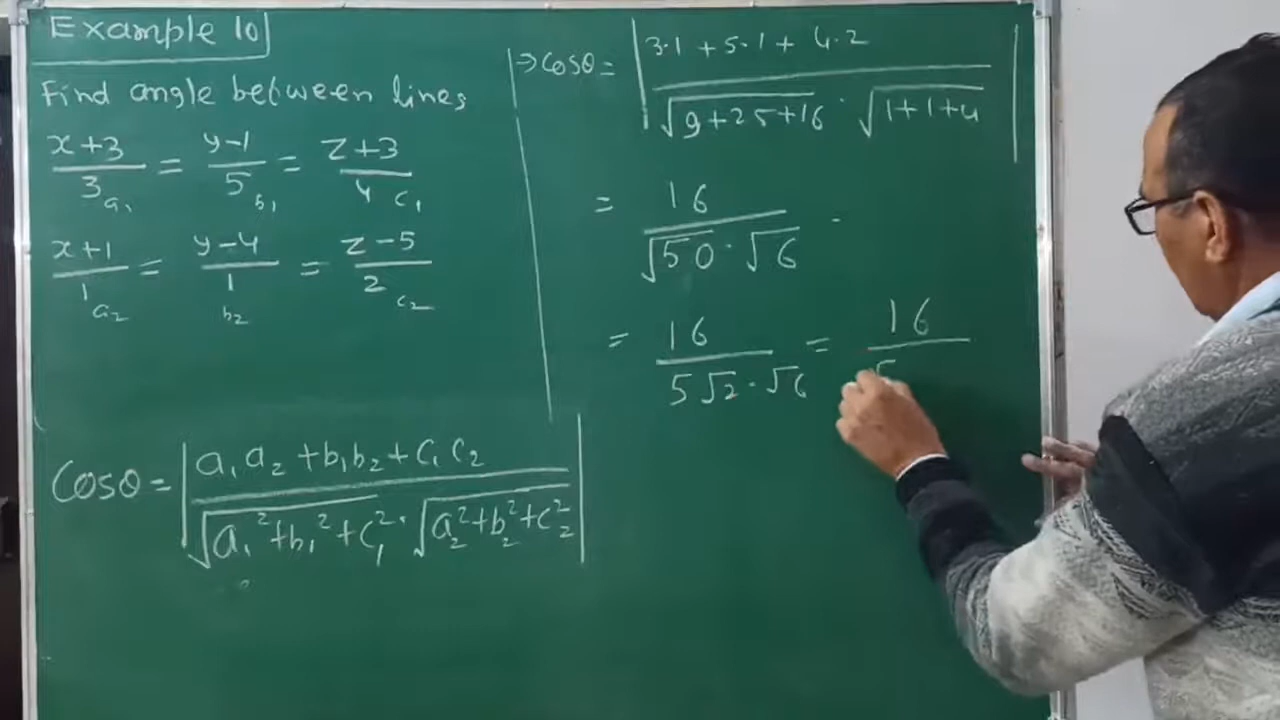 Example 10
Find angle between lines
x+3/3 a₁ = y-1/5 b₁ = z+3/4 c₁
x+1/1 a₂ = y-4/1 b₂ = z-5/2 c₂
Cosθ = |a₁a₂ + b₁b₂ + c₁c₂ / √a₁²+b₁²+c₁² · √a₂²+b₂²+c₂²|
⇒ Cosθ = |3·1 + 5·1 + 4·2 / √9+25+16 · √1+1+4|
= 16 / √50 · √6
= 16 / 5√2 · √6 = 16 / 5